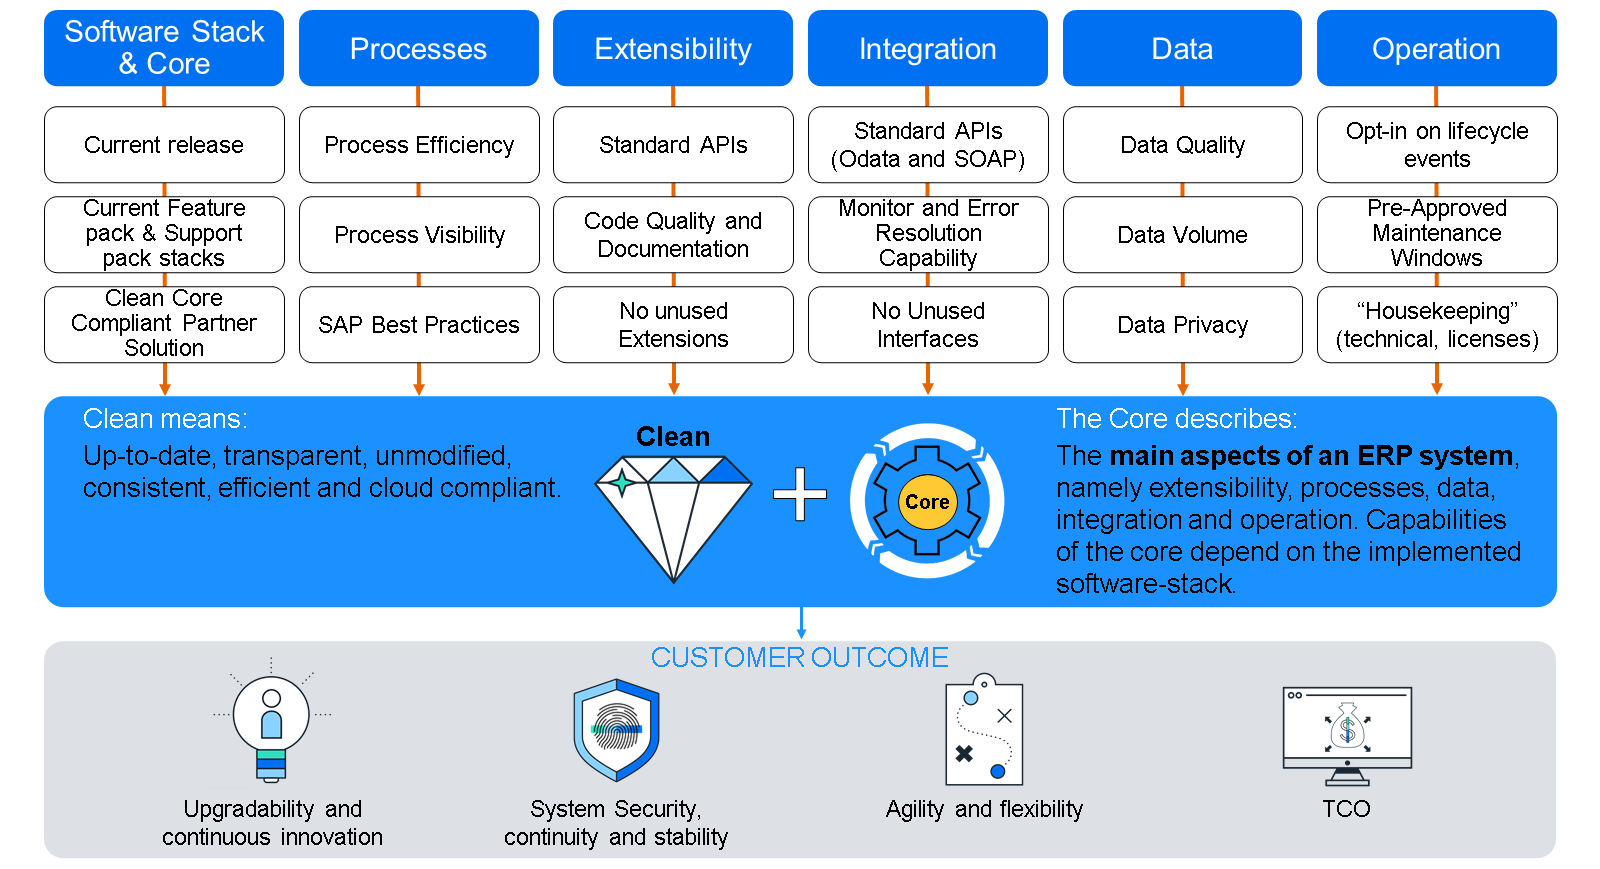 Software Stack
& Core
Processes
Extensibility
Integration
Data
Operation
Current release
Process Efficiency
Standard APIs
Standard APIs
(Odata and SOAP)
Data Quality
Opt-in on lifecycle
events
Current Feature
pack & Support
pack stacks
Process Visibility
Code Quality and
Documentation
Monitor and Error
Resolution
Capability
Data Volume
Pre-Approved
Maintenance
Windows
Clean Core
Compliant Partner
Solution
SAP Best Practices
No unused
Extensions
No Unused
Interfaces
Data Privacy
“Housekeeping”
(technical, licenses)
Clean means:
Up-to-date, transparent, unmodified,
consistent, efficient and cloud compliant.
Clean
Core
The Core describes:
The main aspects of an ERP system,
namely extensibility, processes, data,
integration and operation. Capabilities
of the core depend on the implemented
software-stack.
CUSTOMER OUTCOME
$
Upgradability and
continuous innovation
System Security,
continuity and stability
Agility and flexibility
TCO